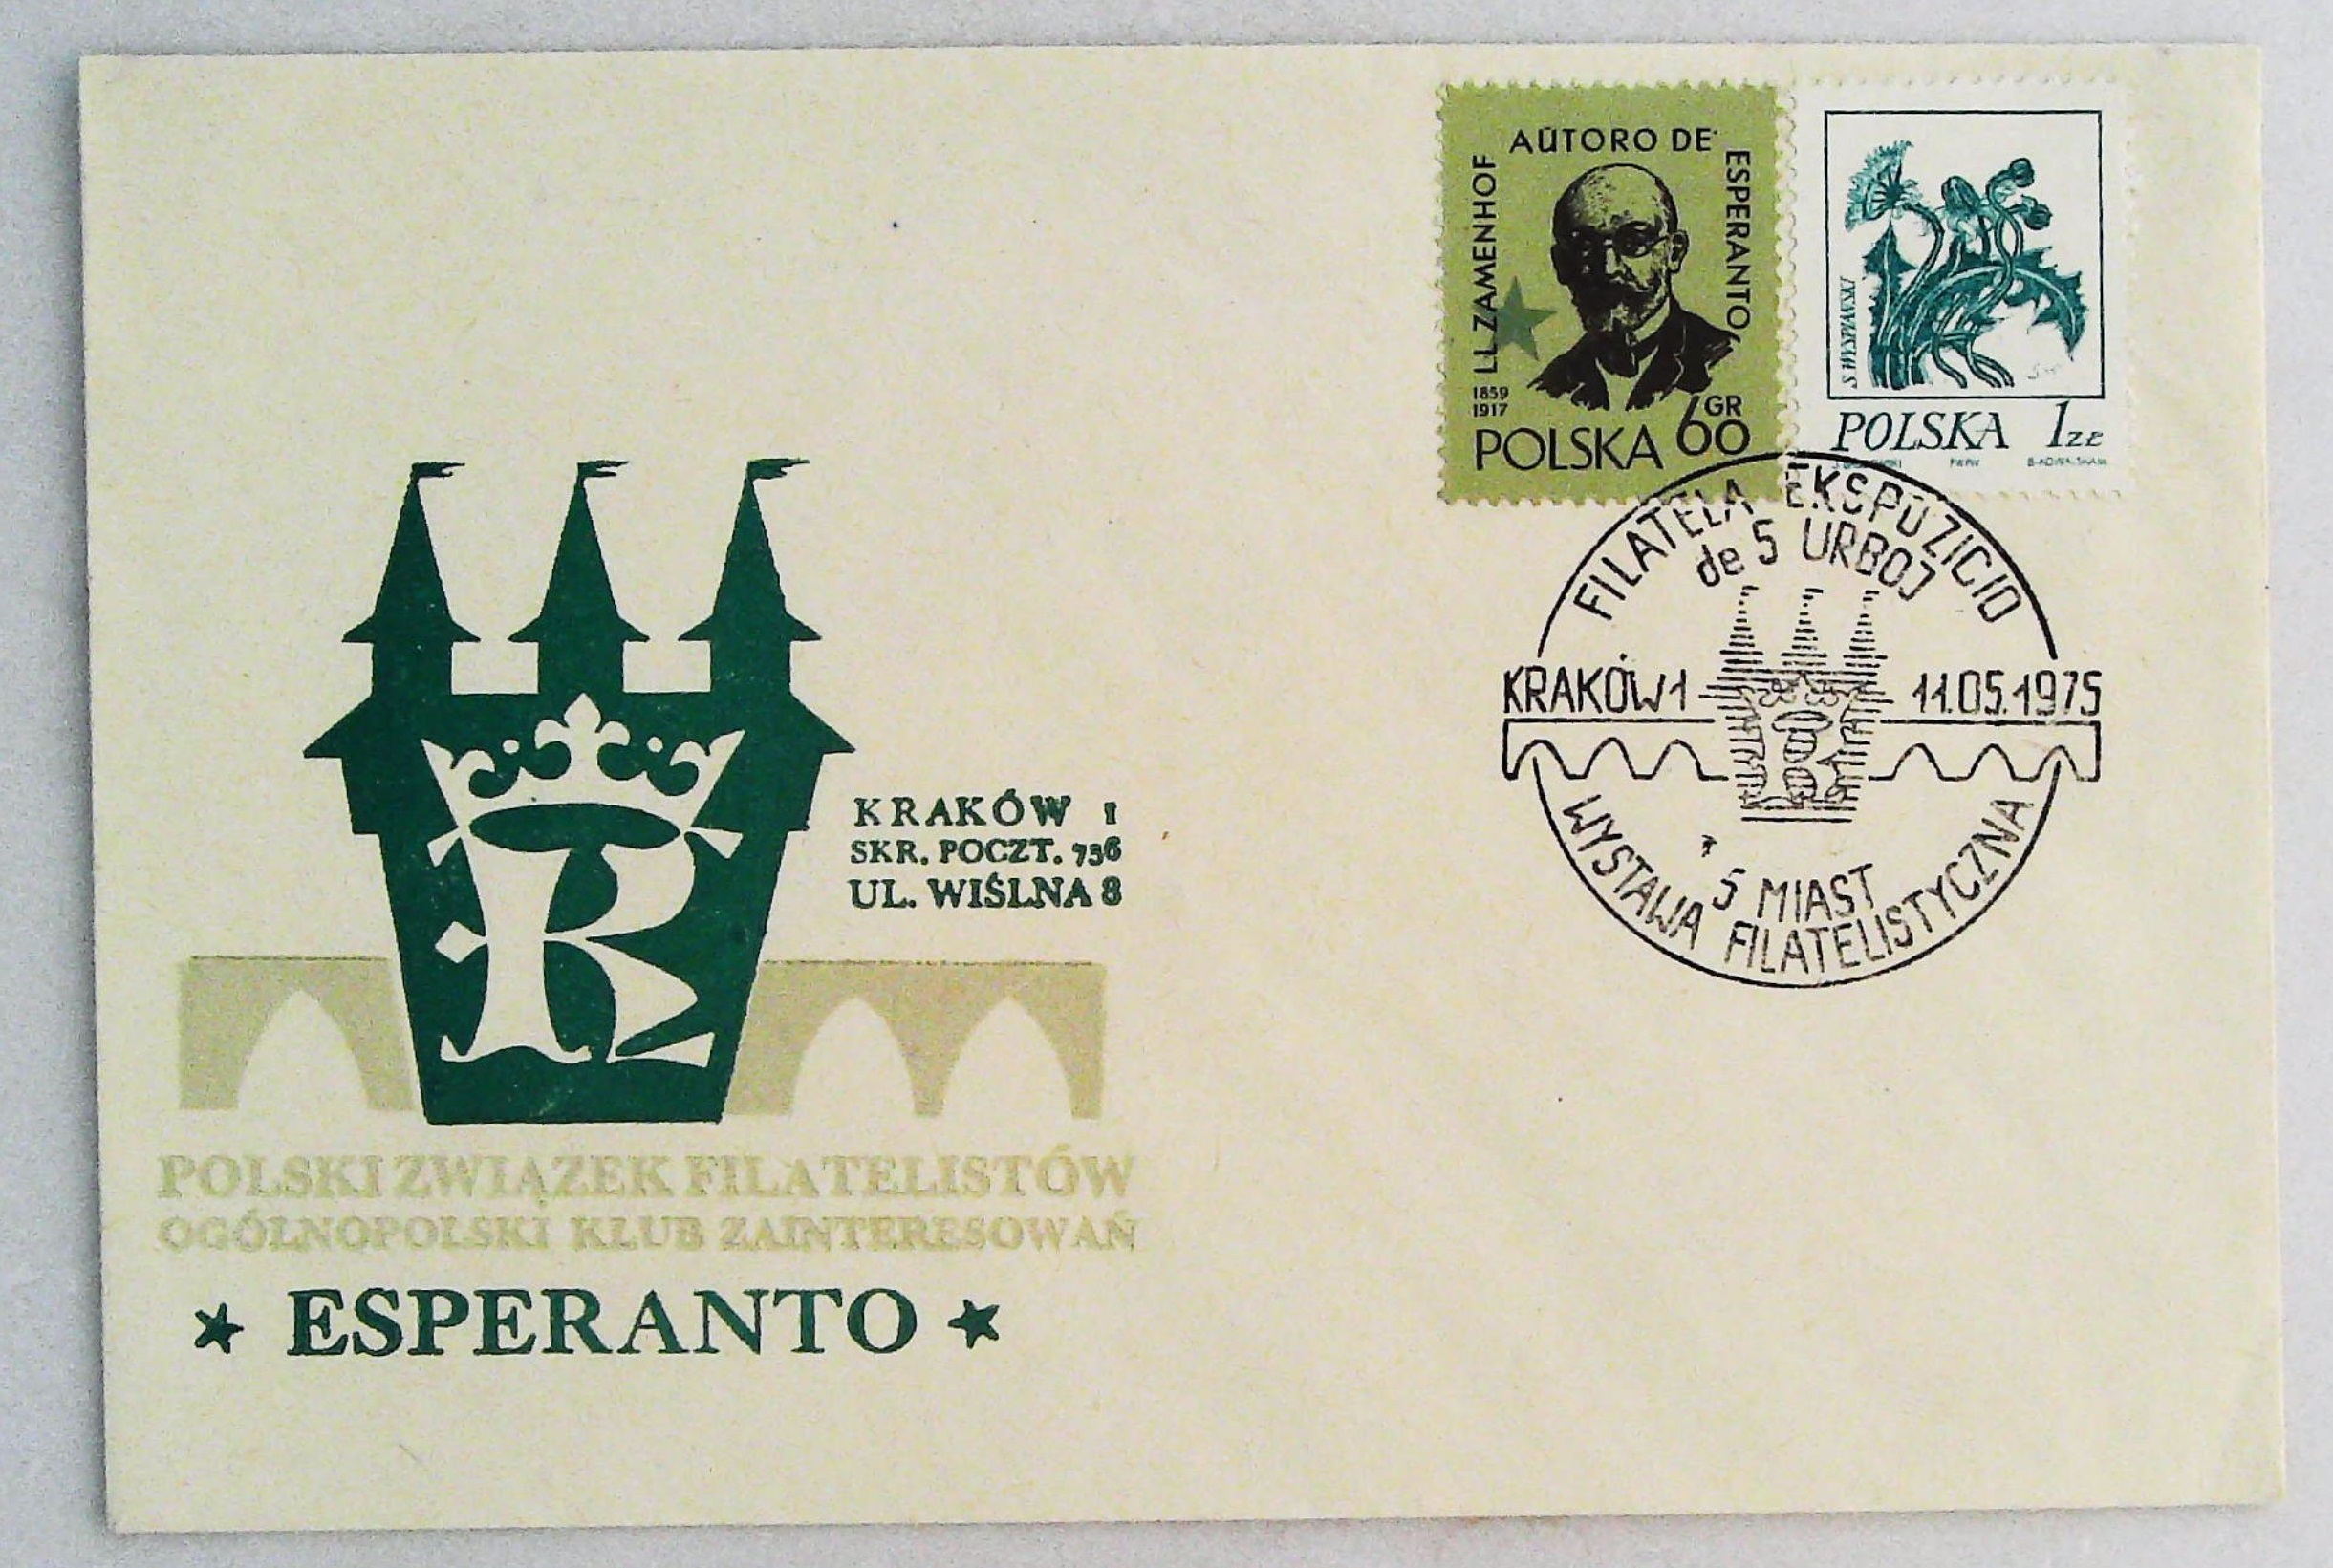 AŬTORO DE
ESPERANTO
LL ZAMENHOF
1859
1917
60 GR
POLSKA
S. WYSPIAŃSKI
POLSKA 1 ZŁ
PWPW
FILATELA EKSPOZICIO
de 5 URBOJ
KRAKÓW 1
11.05.1975
5 MIAST
WYSTAWA FILATELISTYCZNA
KRAKÓW 1
SKR. POCZT. 736
UL. WIŚLNA 8
POLSKI ZWIĄZEK FILATELISTÓW
OGÓLNOPOLSKI KLUB ZAINTERESOWAŃ
* ESPERANTO *